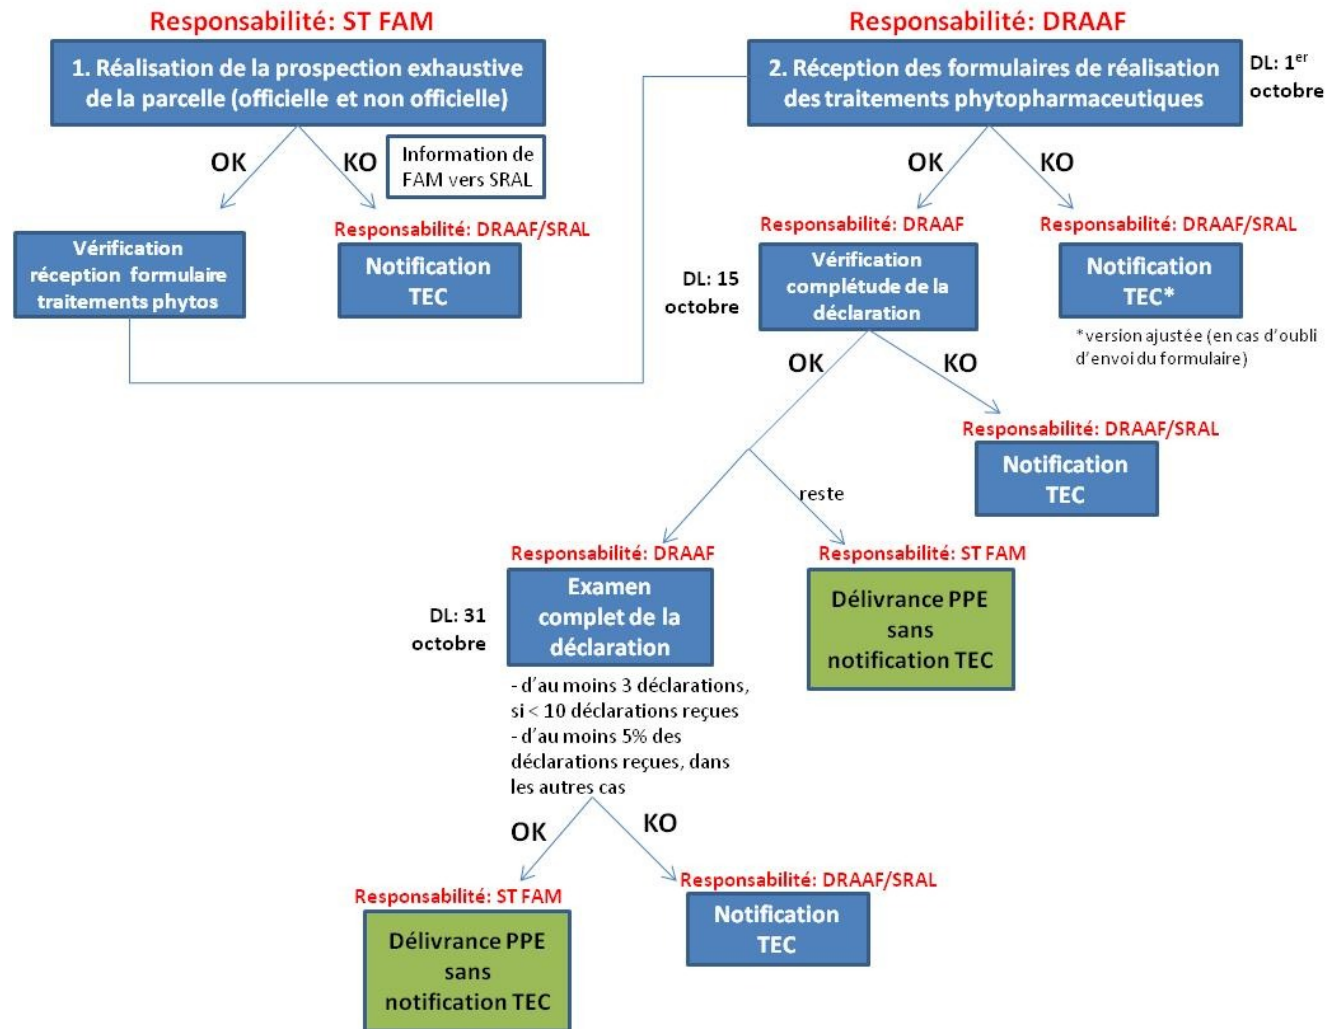 Responsabilité: ST FAM
1. Réalisation de la prospection exhaustive
de la parcelle (officielle et non officielle)
OK
KO
Information de
FAM vers SRAL
Vérification
réception formulaire
traitements phytos
Responsabilité: DRAAF/SRAL
Notification
TEC
Responsabilité: DRAAF
2. Réception des formulaires de réalisation
des traitements phytopharmaceutiques
DL: 1er
octobre
OK
KO
Responsabilité: DRAAF
DL: 15
octobre
Vérification
complétude de la
déclaration
Responsabilité: DRAAF/SRAL
Notification
TEC*
*version ajustée (en cas d'oubli
d'envoi du formulaire)
OK
KO
Responsabilité: DRAAF/SRAL
Notification
TEC
reste
Responsabilité: DRAAF
DL: 31
octobre
Examen
complet de la
déclaration
- d'au moins 3 déclarations,
si < 10 déclarations reçues
- d'au moins 5% des
déclarations reçues, dans
les autres cas
Responsabilité: ST FAM
Délivrance PPE
sans
notification TEC
OK
KO
Responsabilité: ST FAM
Délivrance PPE
sans
notification TEC
Responsabilité: DRAAF/SRAL
Notification
TEC